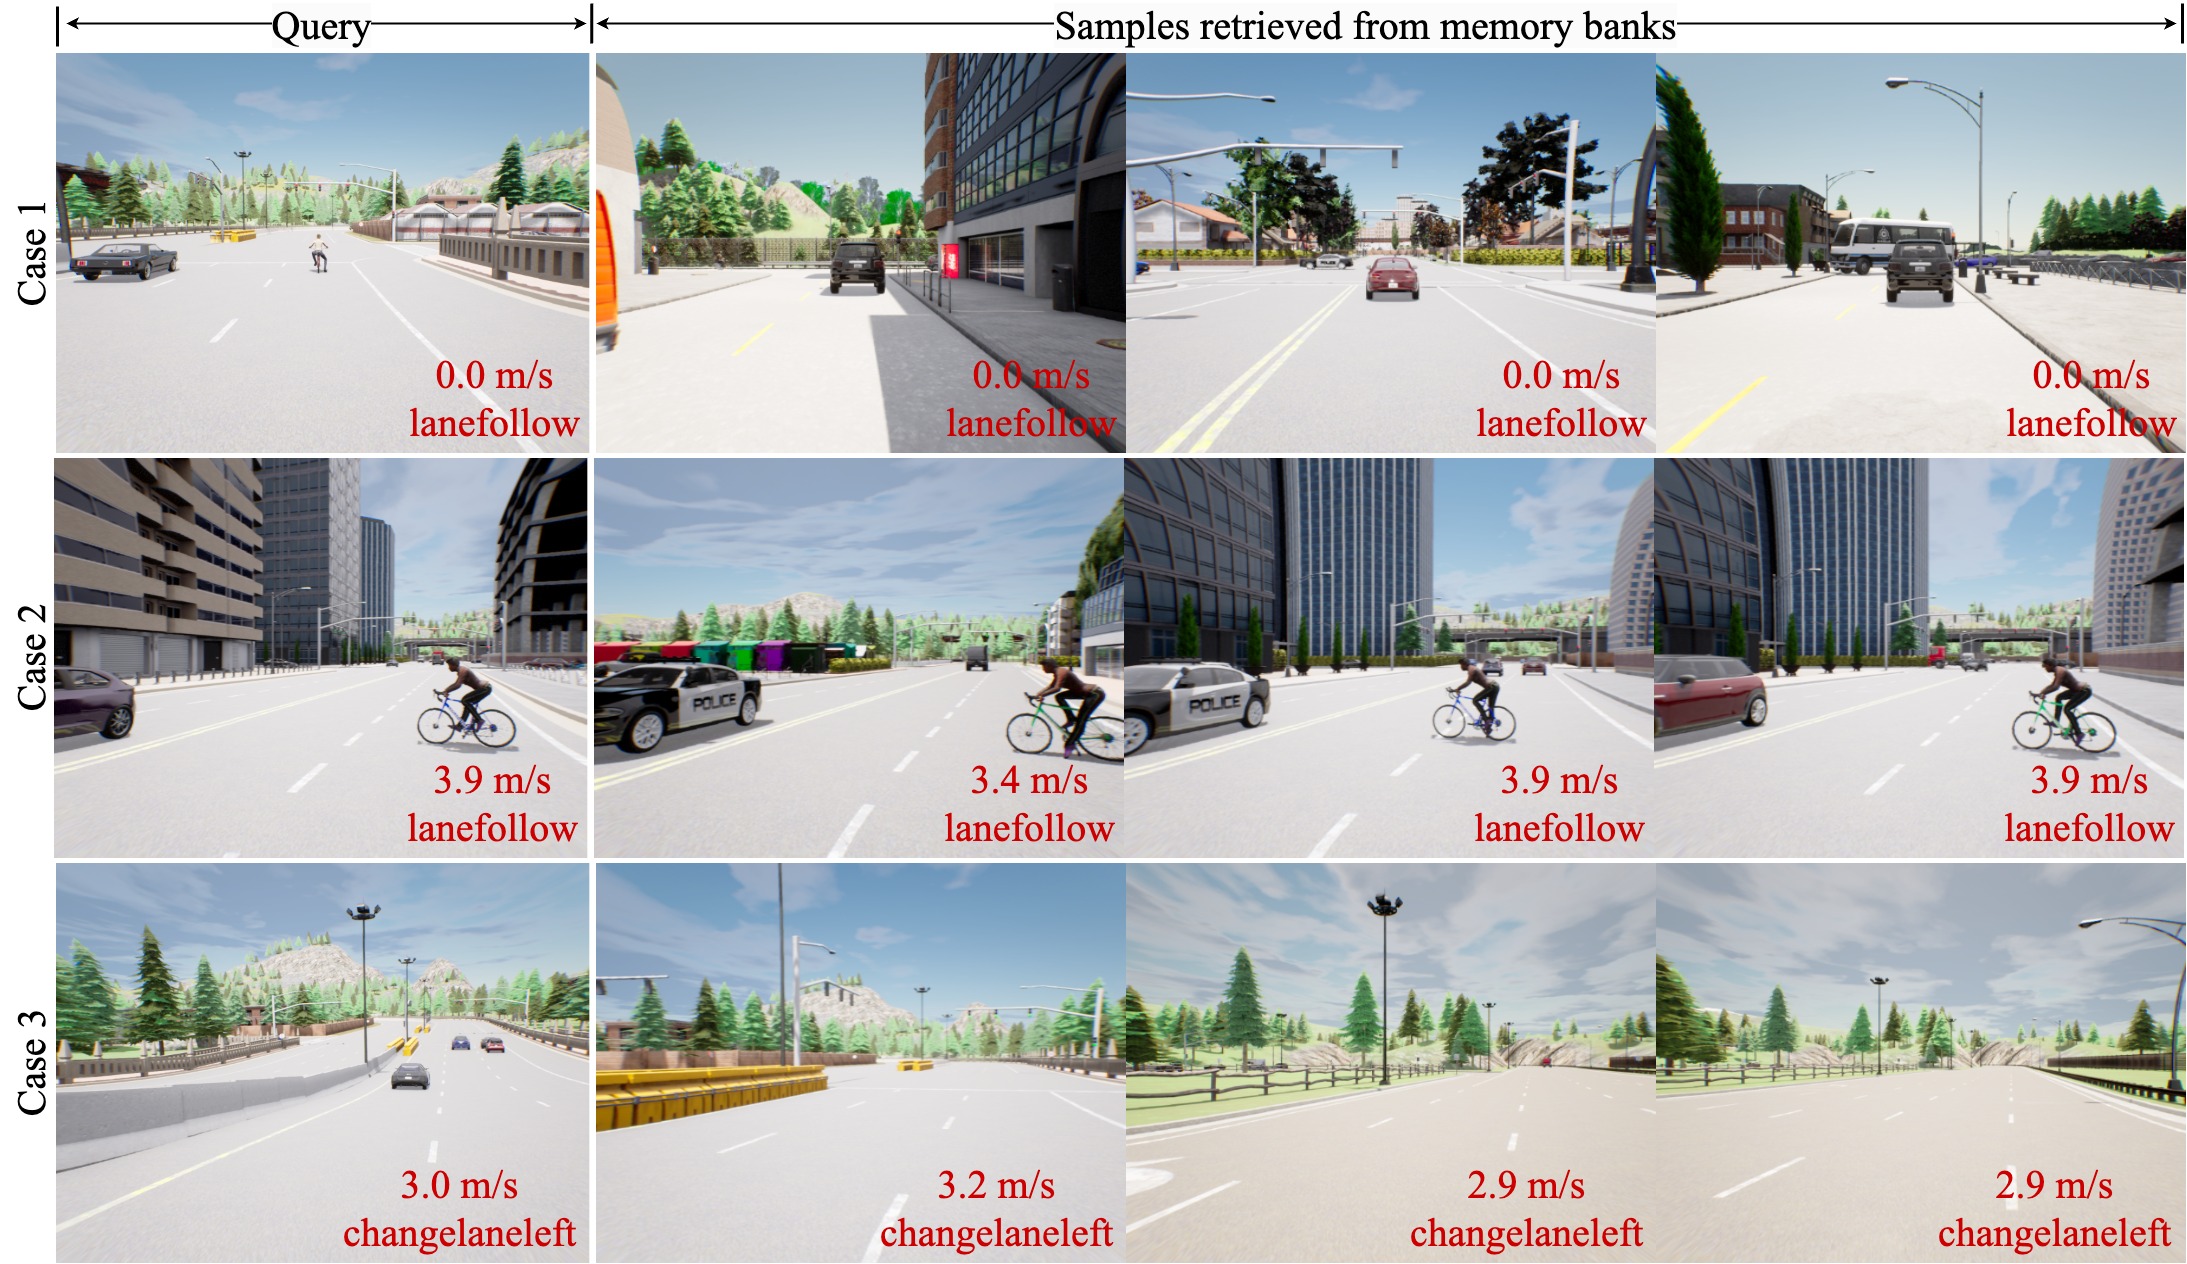 Query
Samples retrieved from memory banks
Case 1
0.0 m/s
lanefollow
0.0 m/s
lanefollow
0.0 m/s
lanefollow
0.0 m/s
lanefollow
Case 2
3.9 m/s
lanefollow
POLICE
3.4 m/s
lanefollow
POLICE
3.9 m/s
lanefollow
3.9 m/s
lanefollow
Case 3
3.0 m/s
changelaneleft
3.2 m/s
changelaneleft
2.9 m/s
changelaneleft
2.9 m/s
changelaneleft